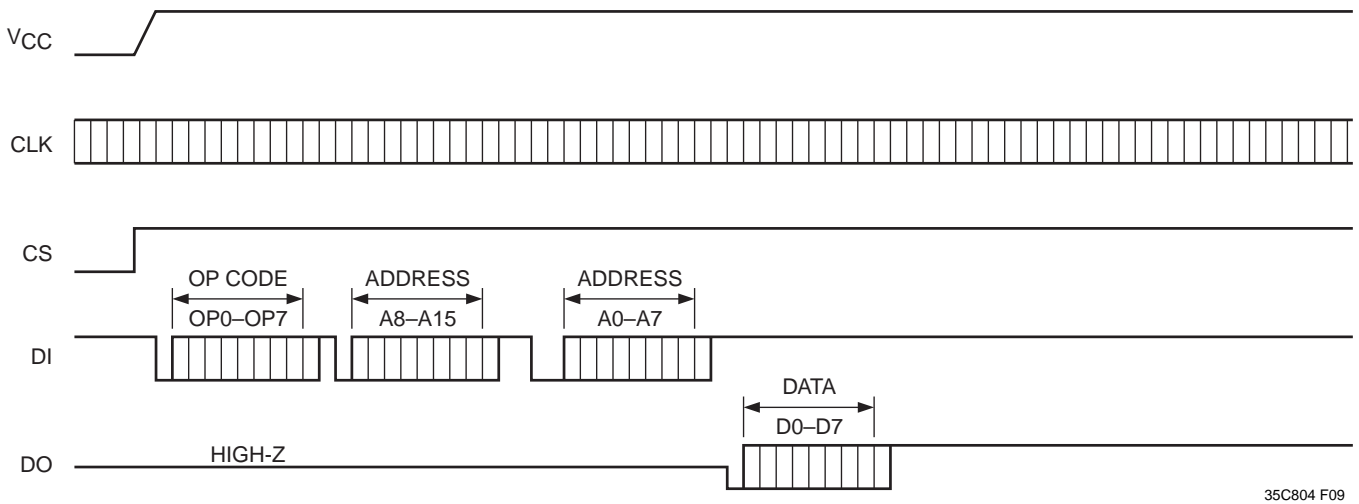 VCC
CLK
CS
OP CODE ADDRESS ADDRESS
OP0–OP7 A8–A15 A0–A7
DI
DATA
D0–D7
HIGH-Z
DO
35C804 F09